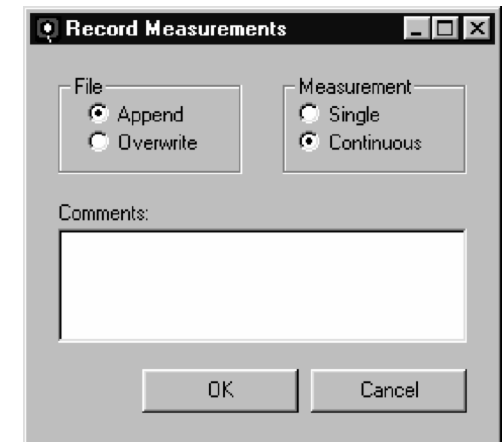 Record Measurements
File
Append
Overwrite
Measurement
Single
Continuous
Comments:
OK
Cancel